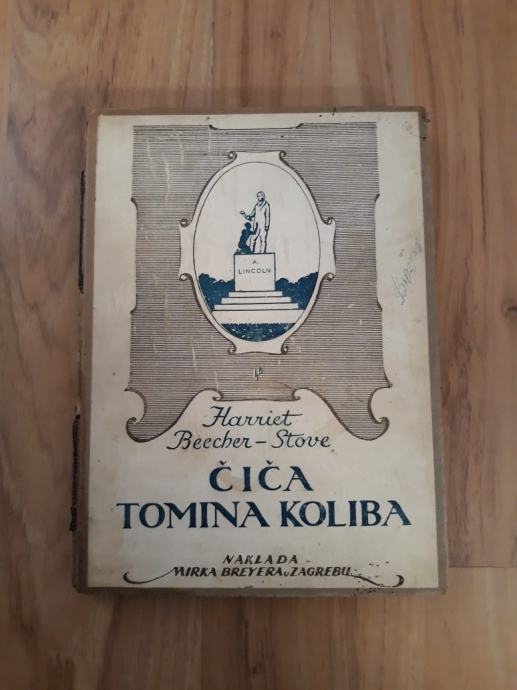 A.
LINCOLN
Harriet
Beecher-Stove
ČIČA
TOMINA KOLIBA
NAKLADA
MIRKA BREYERA U ZAGREBU